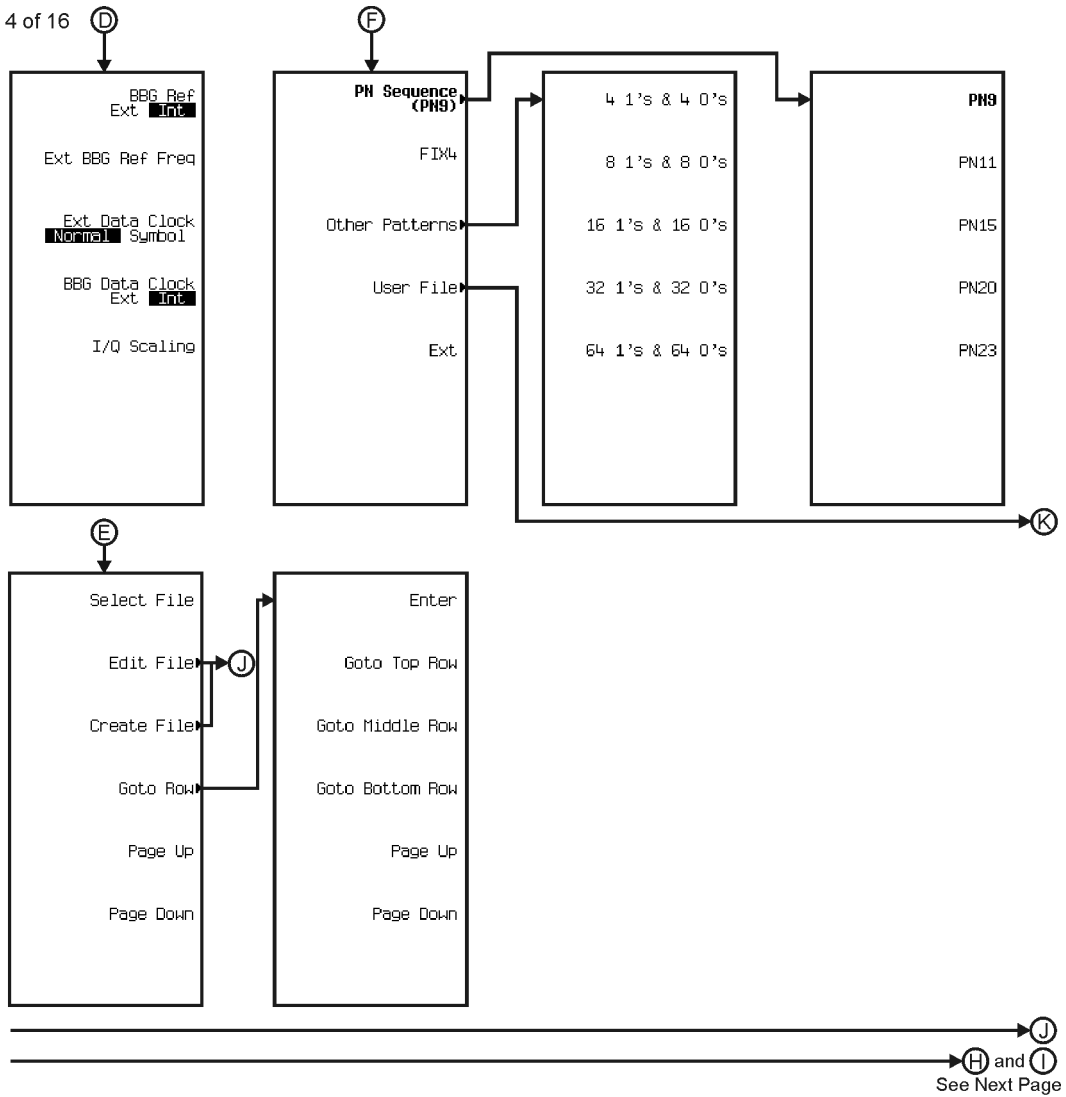 4 of 16
D
F
BBG Ref
Ext Int
Ext BBG Ref Freq
Ext Data Clock
Normal Symbol
BBG Data Clock
Ext Int
I/Q Scaling
PN Sequence
(PN9)
FIX4
Other Patterns
User File
Ext
4 1's & 4 0's
8 1's & 8 0's
16 1's & 16 0's
32 1's & 32 0's
64 1's & 64 0's
PN9
PN11
PN15
PN20
PN23
K
E
Select File
Edit File
J
Create File
Goto Row
Page Up
Page Down
Enter
Goto Top Row
Goto Middle Row
Goto Bottom Row
Page Up
Page Down
J
H and I
See Next Page